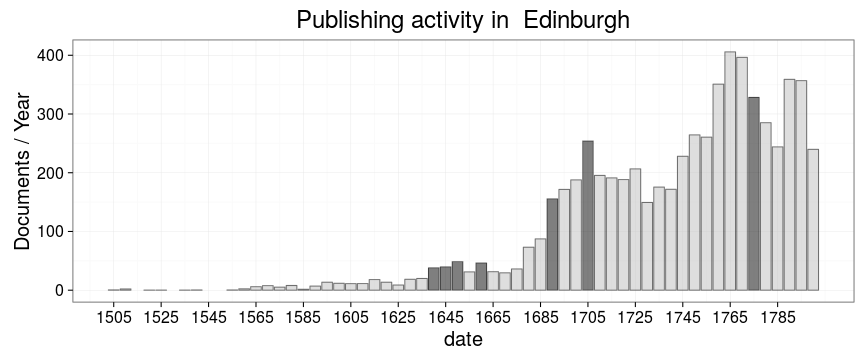 Publishing activity in  Edinburgh
Documents / Year
400
300
200
100
0
1505 1525 1545 1565 1585 1605 1625 1645 1665 1685 1705 1725 1745 1765 1785
date